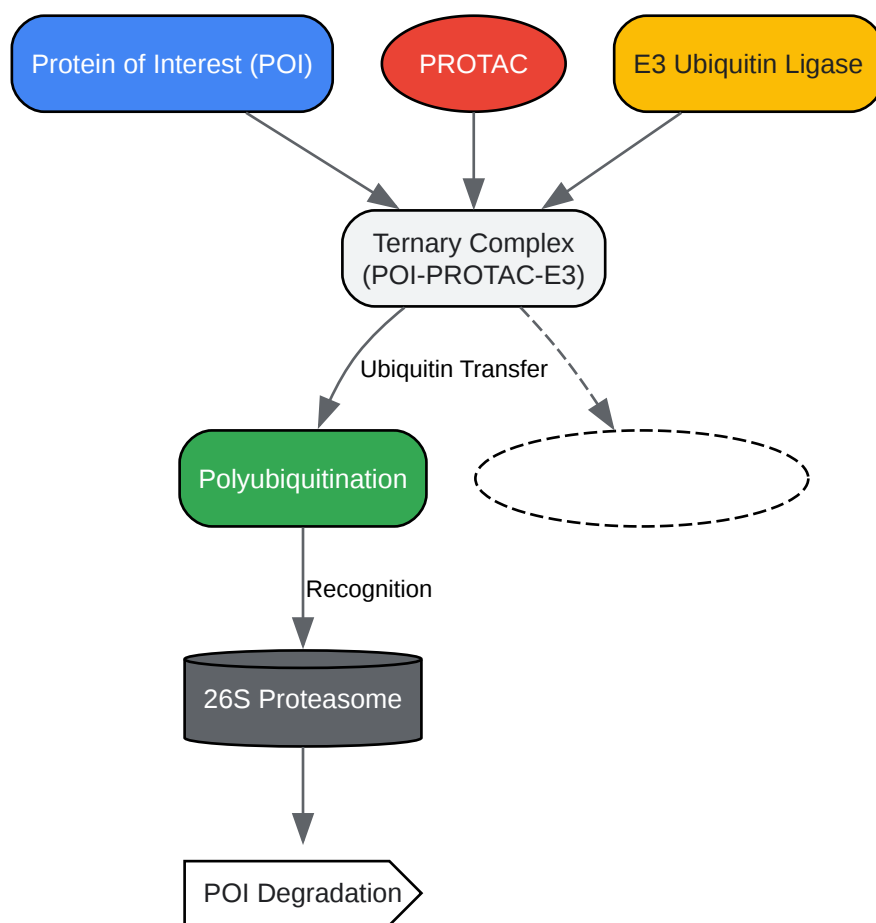 Protein of Interest (POI)
PROTAC
E3 Ubiquitin Ligase
Ternary Complex
(POI-PROTAC-E3)
Ubiquitin Transfer
Polyubiquitination
Recognition
26S Proteasome
POI Degradation